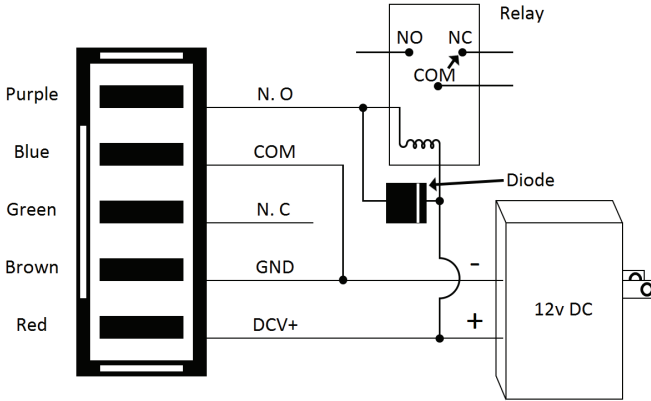 Relay
NO
NC
COM
Purple
N. O
Blue
COM
Diode
Green
N. C
Brown
GND
-
12v DC
Red
DCV+
+